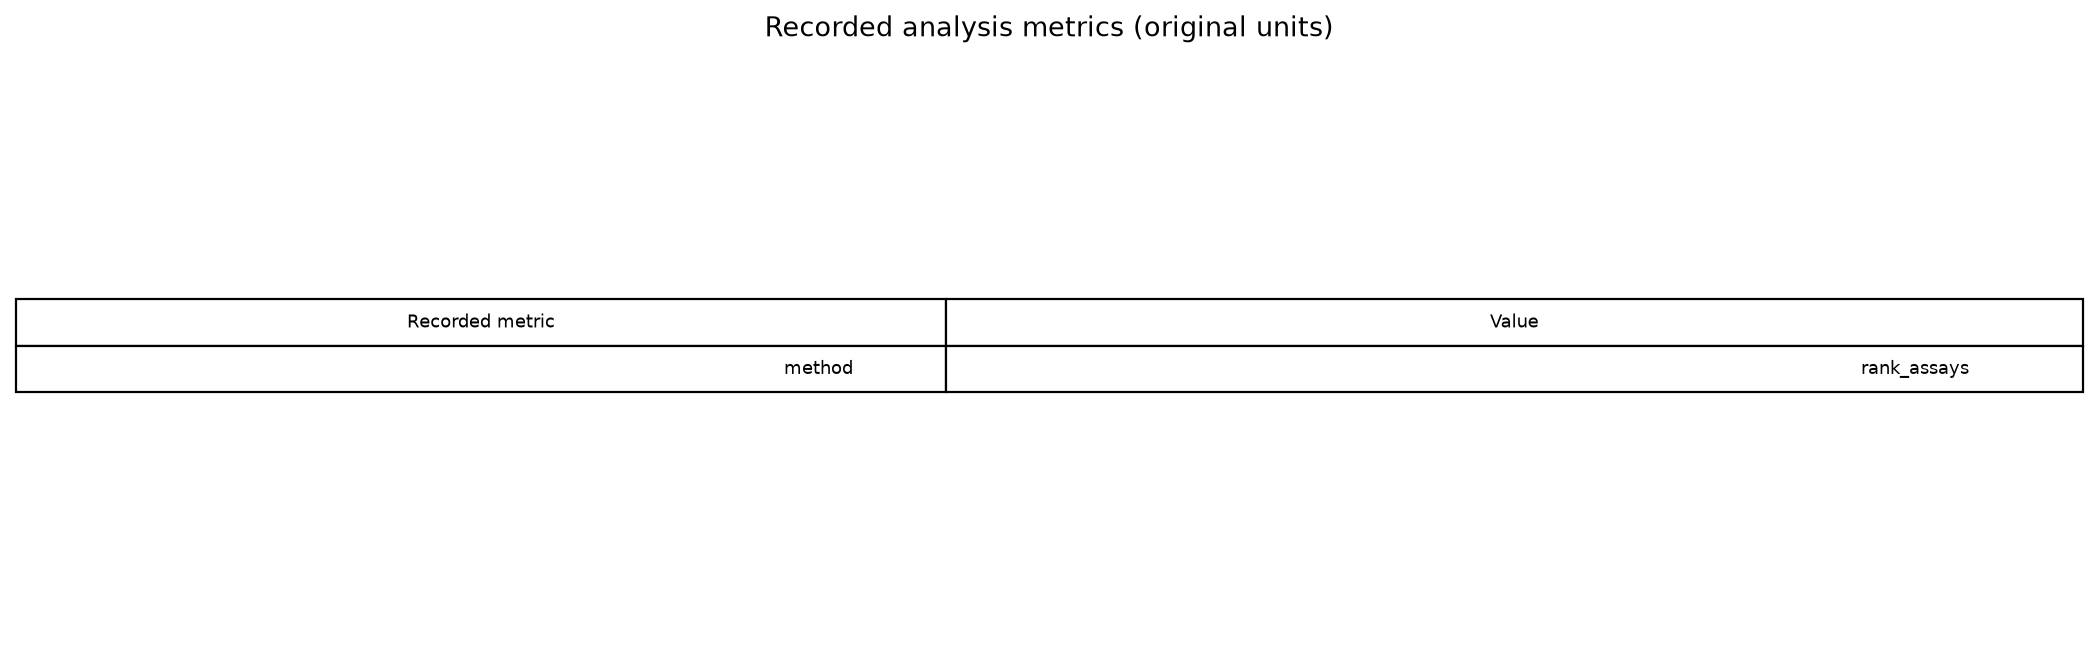 Recorded analysis metrics (original units)
Recorded metric Value
method rank_assays